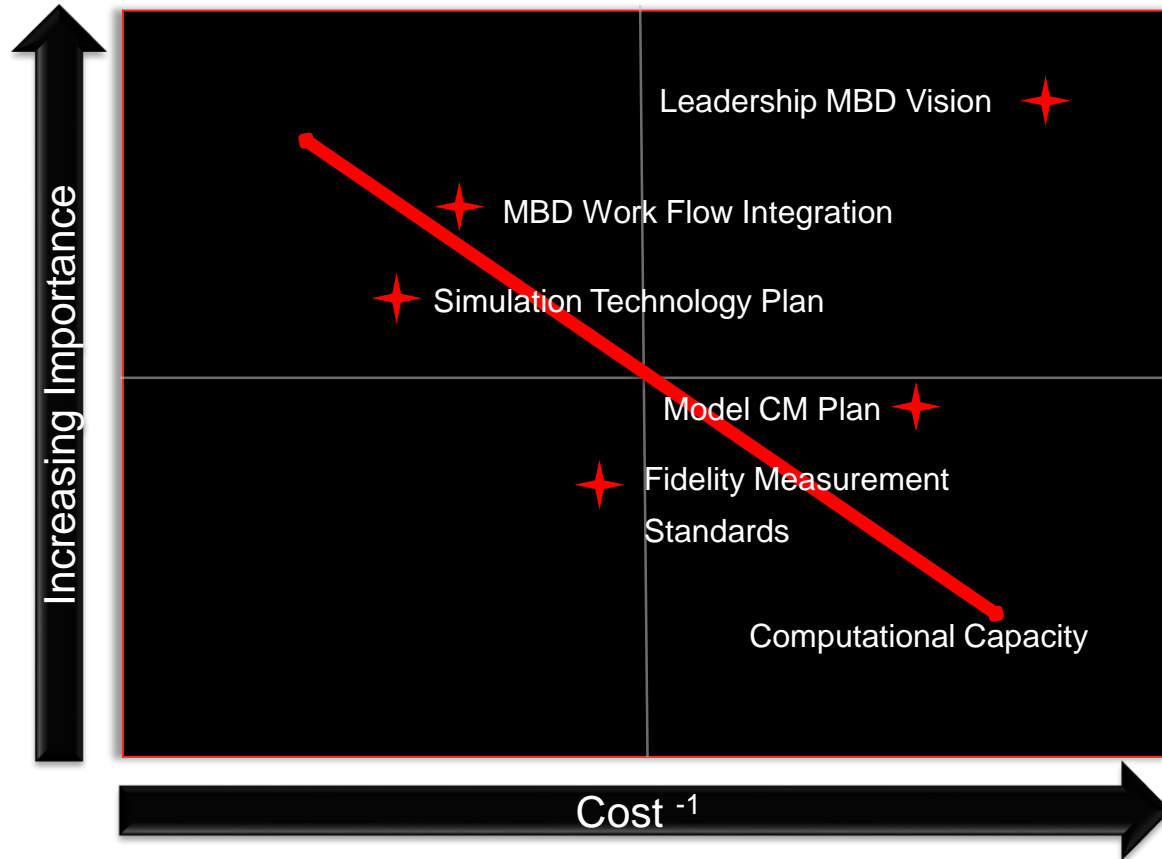 Increasing Importance
Leadership MBD Vision
MBD Work Flow Integration
Simulation Technology Plan
Model CM Plan
Fidelity Measurement
Standards
Computational Capacity
Cost -1